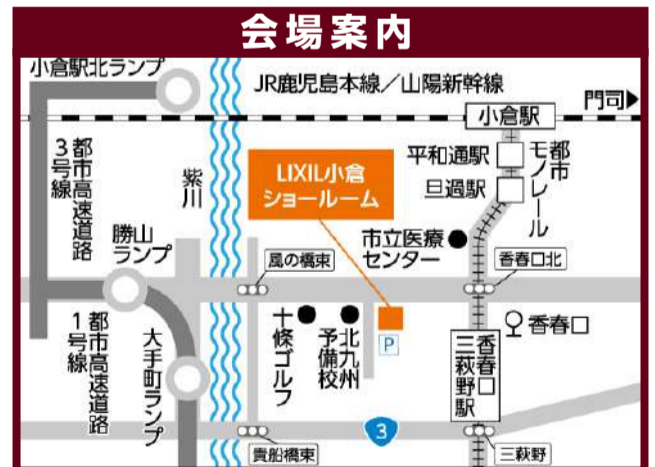 会場案内
小倉駅北ランプ
JR鹿児島本線／山陽新幹線
門司▶
小倉駅
平和通駅
旦過駅
都市
モノレール
都市高速道路
3号線
紫川
LIXIL小倉
ショールーム
勝山
ランプ
市立医療
センター
風の橋東
香春口北
都市高速道路
1号線
大手町ランプ
十條ゴルフ
北九州
予備校
P
香春口
香春口
三萩野駅
3
貴船橋東
三萩野